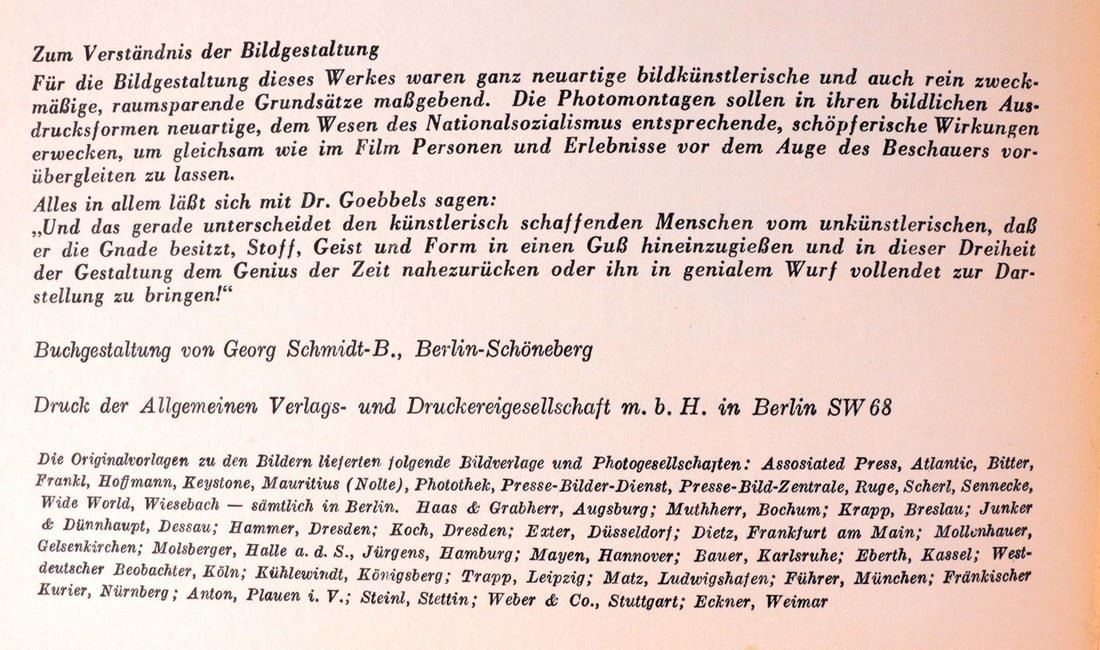 Zum Verständnis der Bildgestaltung
Für die Bildgestaltung dieses Werkes waren ganz neuartige bildkünstlerische und auch rein zweck-
mäßige, raumsparende Grundsätze maßgebend. Die Photomontagen sollen in ihren bildlichen Aus-
drucksformen neuartige, dem Wesen des Nationalsozialismus entsprechende, schöpferische Wirkungen
erwecken, um gleichsam wie im Film Personen und Erlebnisse vor dem Auge des Beschauers vor-
übergleiten zu lassen.
Alles in allem läßt sich mit Dr. Goebbels sagen:
„Und das gerade unterscheidet den künstlerisch schaffenden Menschen vom unkünstlerischen, daß
er die Gnade besitzt, Stoff, Geist und Form in einen Guß hineinzugießen und in dieser Dreiheit
der Gestaltung dem Genius der Zeit nahezurücken oder ihn in genialem Wurf vollendet zur Dar-
stellung zu bringen!“
Buchgestaltung von Georg Schmidt-B., Berlin-Schöneberg
Druck der Allgemeinen Verlags- und Druckereigesellschaft m. b. H. in Berlin SW 68
Die Originalvorlagen zu den Bildern lieferten folgende Bildverlage und Photogesellschaften: Assosiated Press, Atlantic, Bitter,
Frankl, Hoffmann, Keystone, Mauritius (Nolte), Photothek, Presse-Bilder-Dienst, Presse-Bild-Zentrale, Ruge, Scherl, Sennecke,
Wide World, Wiesebach — sämtlich in Berlin. Haas & Grabherr, Augsburg; Muthherr, Bochum; Krapp, Breslau; Junker
& Dünnhaupt, Dessau; Hammer, Dresden; Koch, Dresden; Exter, Düsseldorf; Dietz, Frankfurt am Main; Mollenhauer,
Gelsenkirchen; Molsberger, Halle a. d. S., Jürgens, Hamburg; Mayen, Hannover; Bauer, Karlsruhe; Eberth, Kassel; West-
deutscher Beobachter, Köln; Kühlewindt, Königsberg; Trapp, Leipzig; Matz, Ludwigshafen; Führer, München; Fränkischer
Kurier, Nürnberg; Anton, Plauen i. V.; Steinl, Stettin; Weber & Co., Stuttgart; Eckner, Weimar